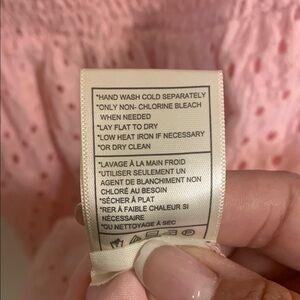 *HAND WASH COLD SEPARATELY
*ONLY NON- CHLORINE BLEACH
WHEN NEEDED
*LAY FLAT TO DRY
*LOW HEAT IRON IF NECESSARY
*OR DRY CLEAN
*LAVAGE À LA MAIN FROID
*UTILISER SEULEMENT UN
AGENT DE BLANCHIMENT NON
CHLORÉ AU BESOIN
*SÉCHER À PLAT
*RER À FAIBLE CHALEUR SI
NÉCESSAIRE
*OU NETTOYAGE À SEC